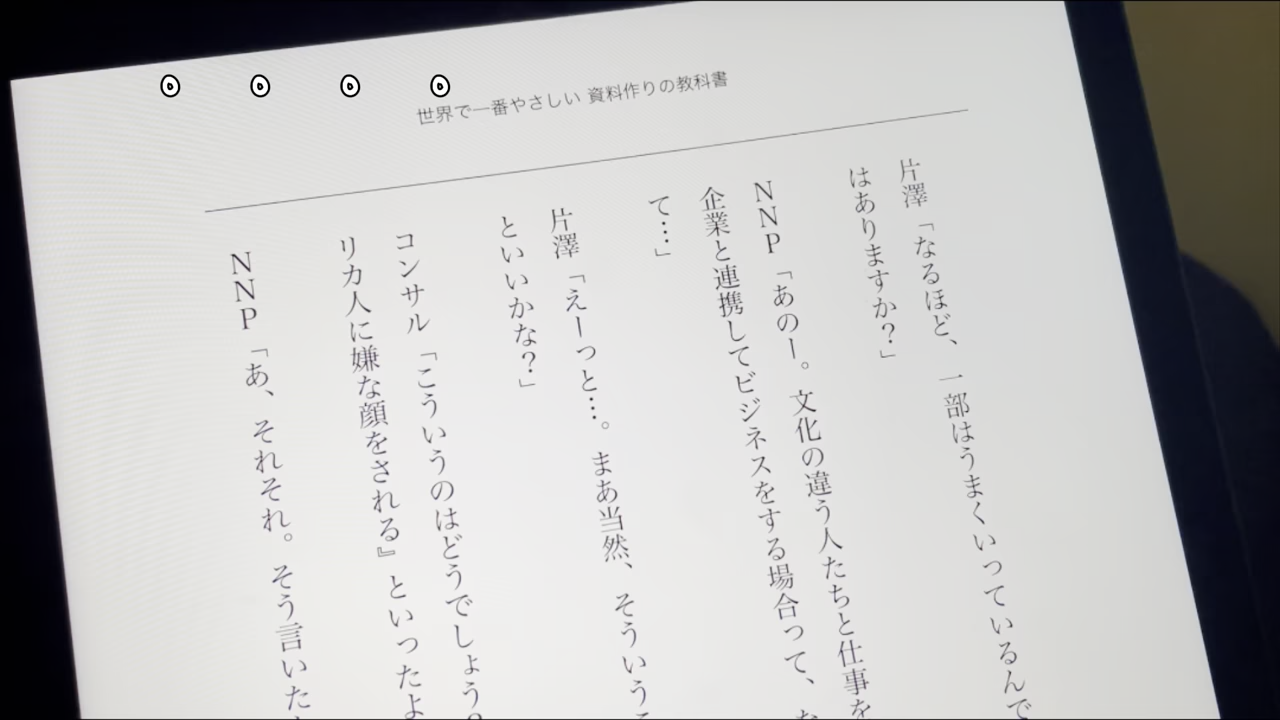 世界で一番やさしい 資料作りの教科書
片澤「なるほど、一部はうまくいっているんで
はありますか？」
NNP「あのー。文化の違う人たちと仕事を
企業と連携してビジネスをする場合って、な
て…」
片澤「えーっと…。まあ当然、そういうこ
といいかな？」
コンサル「こういうのはどうでしょう？
リカ人に嫌な顔をされる』といったよ
NNP「あ、それそれ。そう言いた